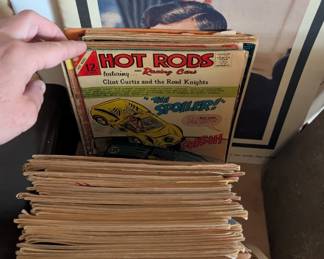 12
HOT RODS
featuring and Racing Cars
Clint Curtis and the Road Knights
"The SPOILER!"